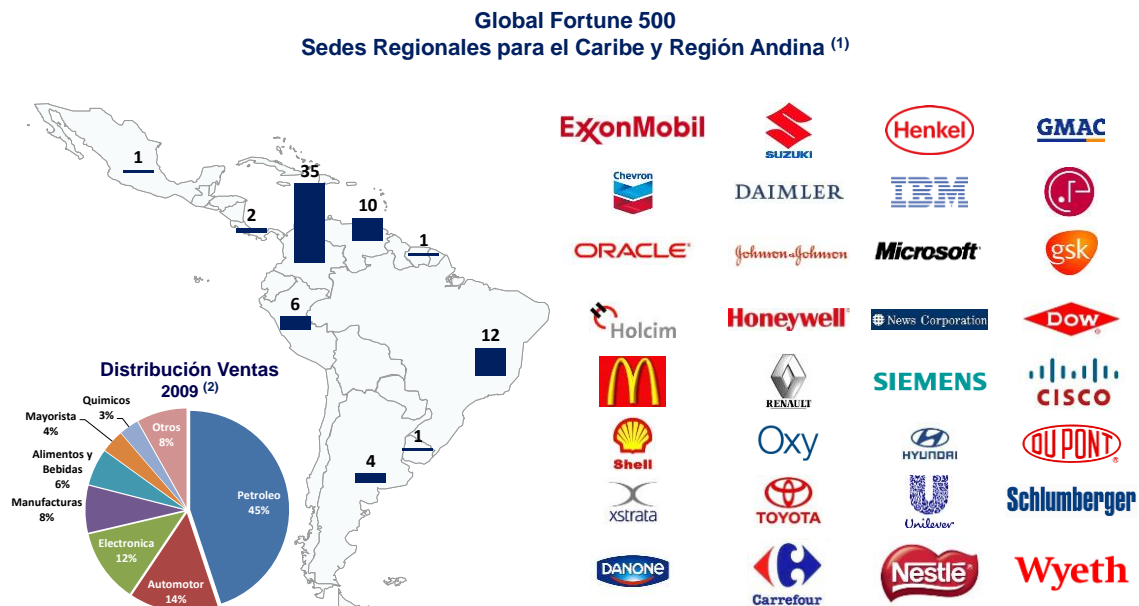 Global Fortune 500
Sedes Regionales para el Caribe y Región Andina (1)
1
35
2
10
1
6
12
1
4
Distribución Ventas
2009 (2)
Quimicos
3%
Mayorista
4%
Otros
8%
Alimentos y
Bebidas
6%
Manufacturas
8%
Petroleo
45%
Electronica
12%
Automotor
14%
ExxonMobil
SUZUKI
Henkel
GMAC
Chevron
DAIMLER
IBM
ORACLE
Johnson & Johnson
Microsoft
gsk
Holcim
Honeywell
News Corporation
DOW
RENAULT
SIEMENS
CISCO
Shell
Oxy
HYUNDAI
DU PONT
xstrata
TOYOTA
Unilever
Schlumberger
DANONE
Carrefour
Nestlé
Wyeth